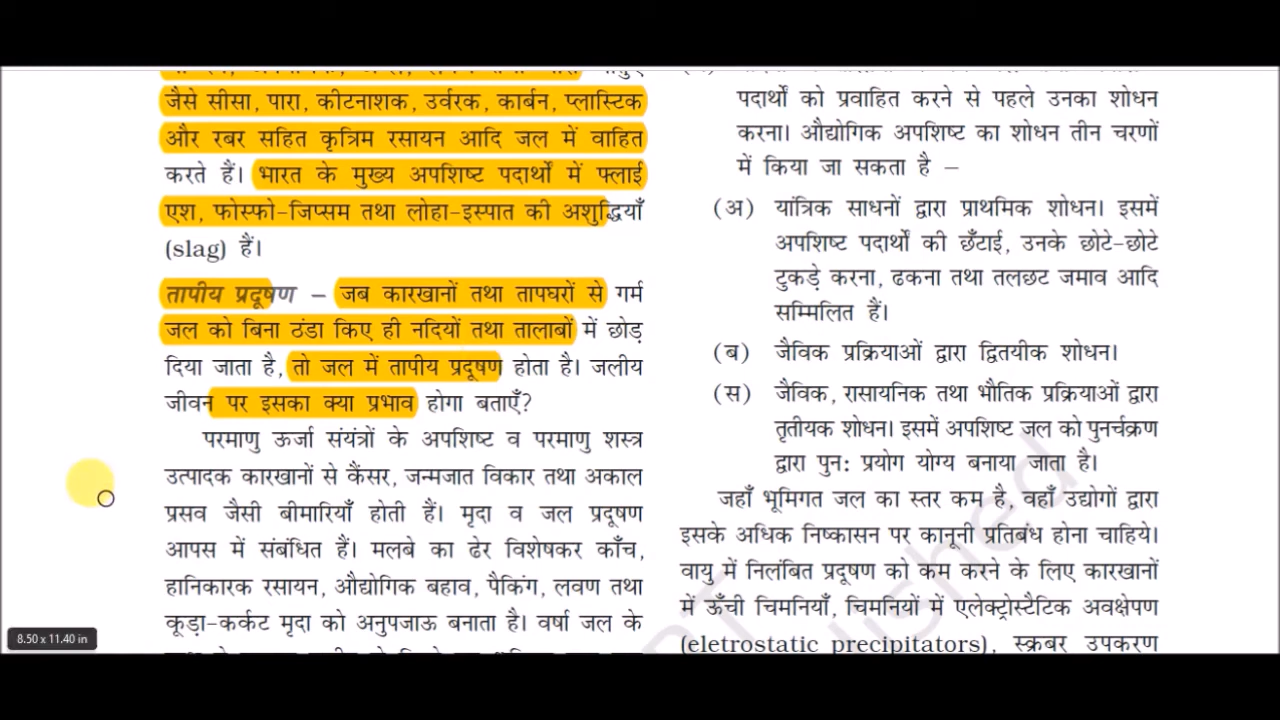 जैसे सीसा, पारा, कीटनाशक, उर्वरक, कार्बन, प्लास्टिक
और रबर सहित कृत्रिम रसायन आदि जल में वाहित
करते हैं। भारत के मुख्य अपशिष्ट पदार्थों में फ्लाई
एश, फोस्फो-जिप्सम तथा लोहा-इस्पात की अशुद्धियाँ
(slag) हैं।
तापीय प्रदूषण – जब कारखानों तथा तापघरों से गर्म
जल को बिना ठंडा किए ही नदियों तथा तालाबों में छोड़
दिया जाता है, तो जल में तापीय प्रदूषण होता है। जलीय
जीवन पर इसका क्या प्रभाव होगा बताएँ?
परमाणु ऊर्जा संयंत्रों के अपशिष्ट व परमाणु शस्त्र
उत्पादक कारखानों से कैंसर, जन्मजात विकार तथा अकाल
प्रसव जैसी बीमारियाँ होती हैं। मृदा व जल प्रदूषण
आपस में संबंधित हैं। मलबे का ढेर विशेषकर काँच,
हानिकारक रसायन, औद्योगिक बहाव, पैकिंग, लवण तथा
कूड़ा-कर्कट मृदा को अनुपजाऊ बनाता है। वर्षा जल के
पदार्थों को प्रवाहित करने से पहले उनका शोधन
करना। औद्योगिक अपशिष्ट का शोधन तीन चरणों
में किया जा सकता है –
(अ) यांत्रिक साधनों द्वारा प्राथमिक शोधन। इसमें
अपशिष्ट पदार्थों की छँटाई, उनके छोटे-छोटे
टुकड़े करना, ढकना तथा तलछट जमाव आदि
सम्मिलित हैं।
(ब) जैविक प्रक्रियाओं द्वारा द्वितयीक शोधन।
(स) जैविक, रासायनिक तथा भौतिक प्रक्रियाओं द्वारा
तृतीयक शोधन। इसमें अपशिष्ट जल को पुनर्चक्रण
द्वारा पुन: प्रयोग योग्य बनाया जाता है।
जहाँ भूमिगत जल का स्तर कम है, वहाँ उद्योगों द्वारा
इसके अधिक निष्कासन पर कानूनी प्रतिबंध होना चाहिये।
वायु में निलंबित प्रदूषण को कम करने के लिए कारखानों
में ऊँची चिमनियाँ, चिमनियों में एलेक्ट्रोस्टैटिक अवक्षेपण
(eletrostatic precipitators), स्क्रबर उपकरण
8.50 x 11.40 in